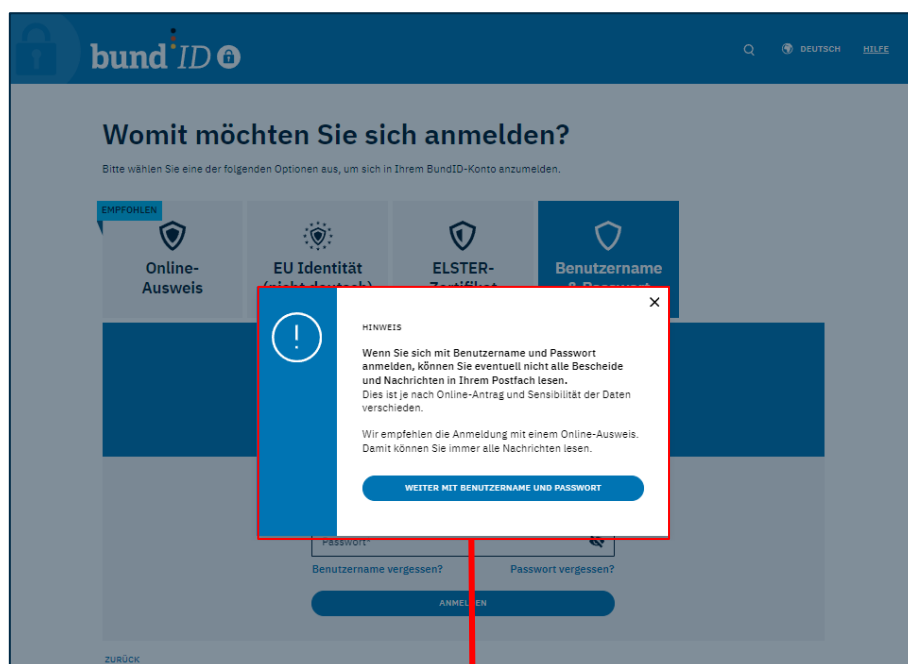 bund ID
DEUTSCH
HILFE
Womit möchten Sie sich anmelden?
Bitte wählen Sie eine der folgenden Optionen aus, um sich in Ihrem BundID-Konto anzumelden.
EMPFOHLEN
Online-
Ausweis
EU Identität
(nicht deutsch)
ELSTER-
Zertifikat
Benutzername
& Passwort
HINWEIS
Wenn Sie sich mit Benutzername und Passwort
anmelden, können Sie eventuell nicht alle Bescheide
und Nachrichten in Ihrem Postfach lesen.
Dies ist je nach Online-Antrag und Sensibilität der Daten
verschieden.
Wir empfehlen die Anmeldung mit einem Online-Ausweis.
Damit können Sie immer alle Nachrichten lesen.
WEITER MIT BENUTZERNAME UND PASSWORT
Passwort*
Benutzername vergessen?
Passwort vergessen?
ANMELDEN
ZURÜCK